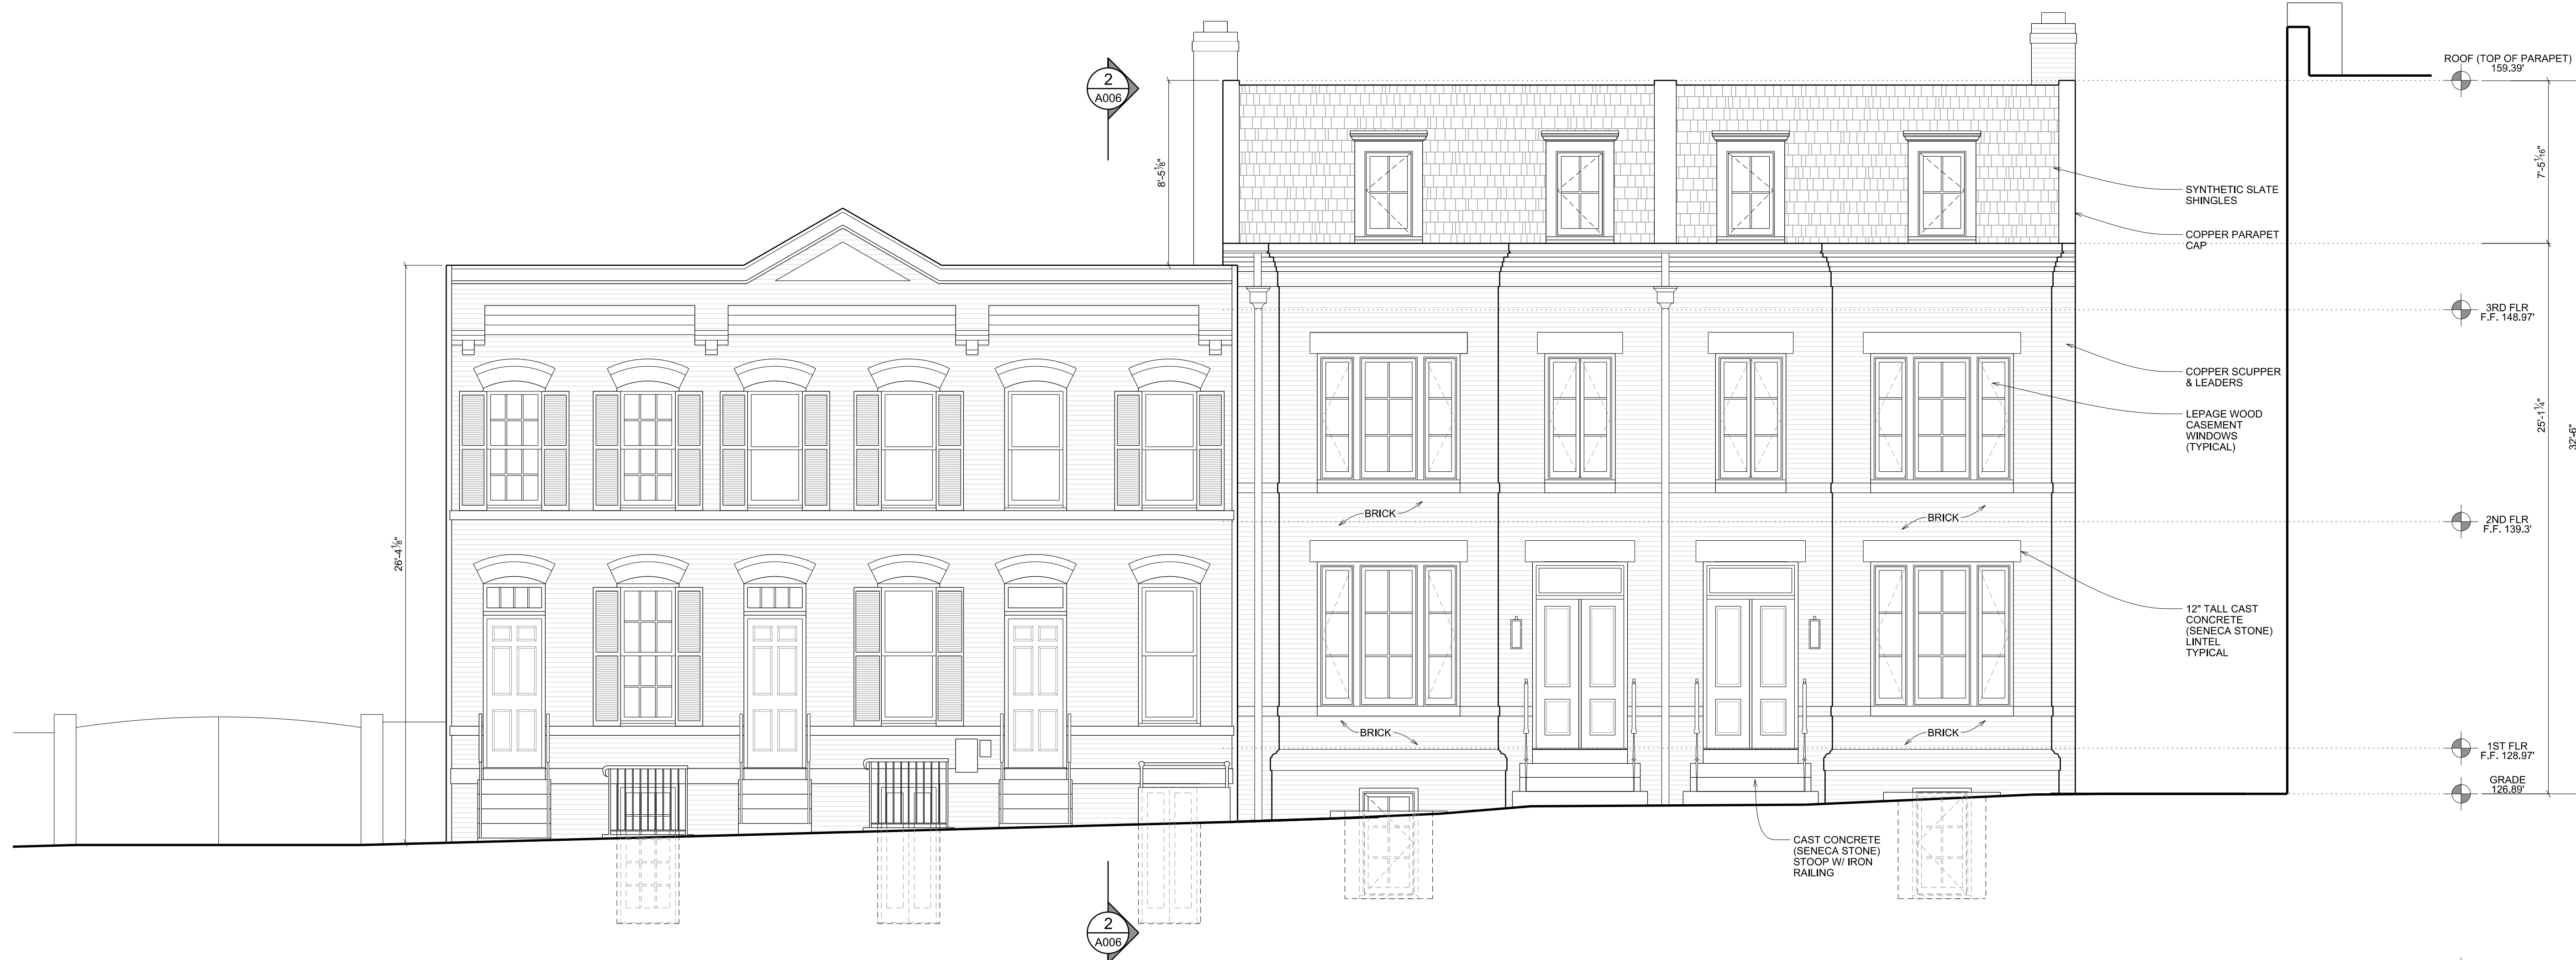 2
A006
8'-5⅛"
26'-4⅛"
BRICK
BRICK
BRICK
BRICK
2
A006
SYNTHETIC SLATE
SHINGLES
COPPER PARAPET
CAP
COPPER SCUPPER
& LEADERS
LEPAGE WOOD
CASEMENT
WINDOWS
(TYPICAL)
12" TALL CAST
CONCRETE
(SENECA STONE)
LINTEL
TYPICAL
CAST CONCRETE
(SENECA STONE)
STOOP W/ IRON
RAILING
ROOF (TOP OF PARAPET)
159.39'
3RD FLR
F.F. 148.97'
2ND FLR
F.F. 139.3'
1ST FLR
F.F. 128.97'
GRADE
126.89'
7'-5 1/16"
25'-1¼"
32'-6"